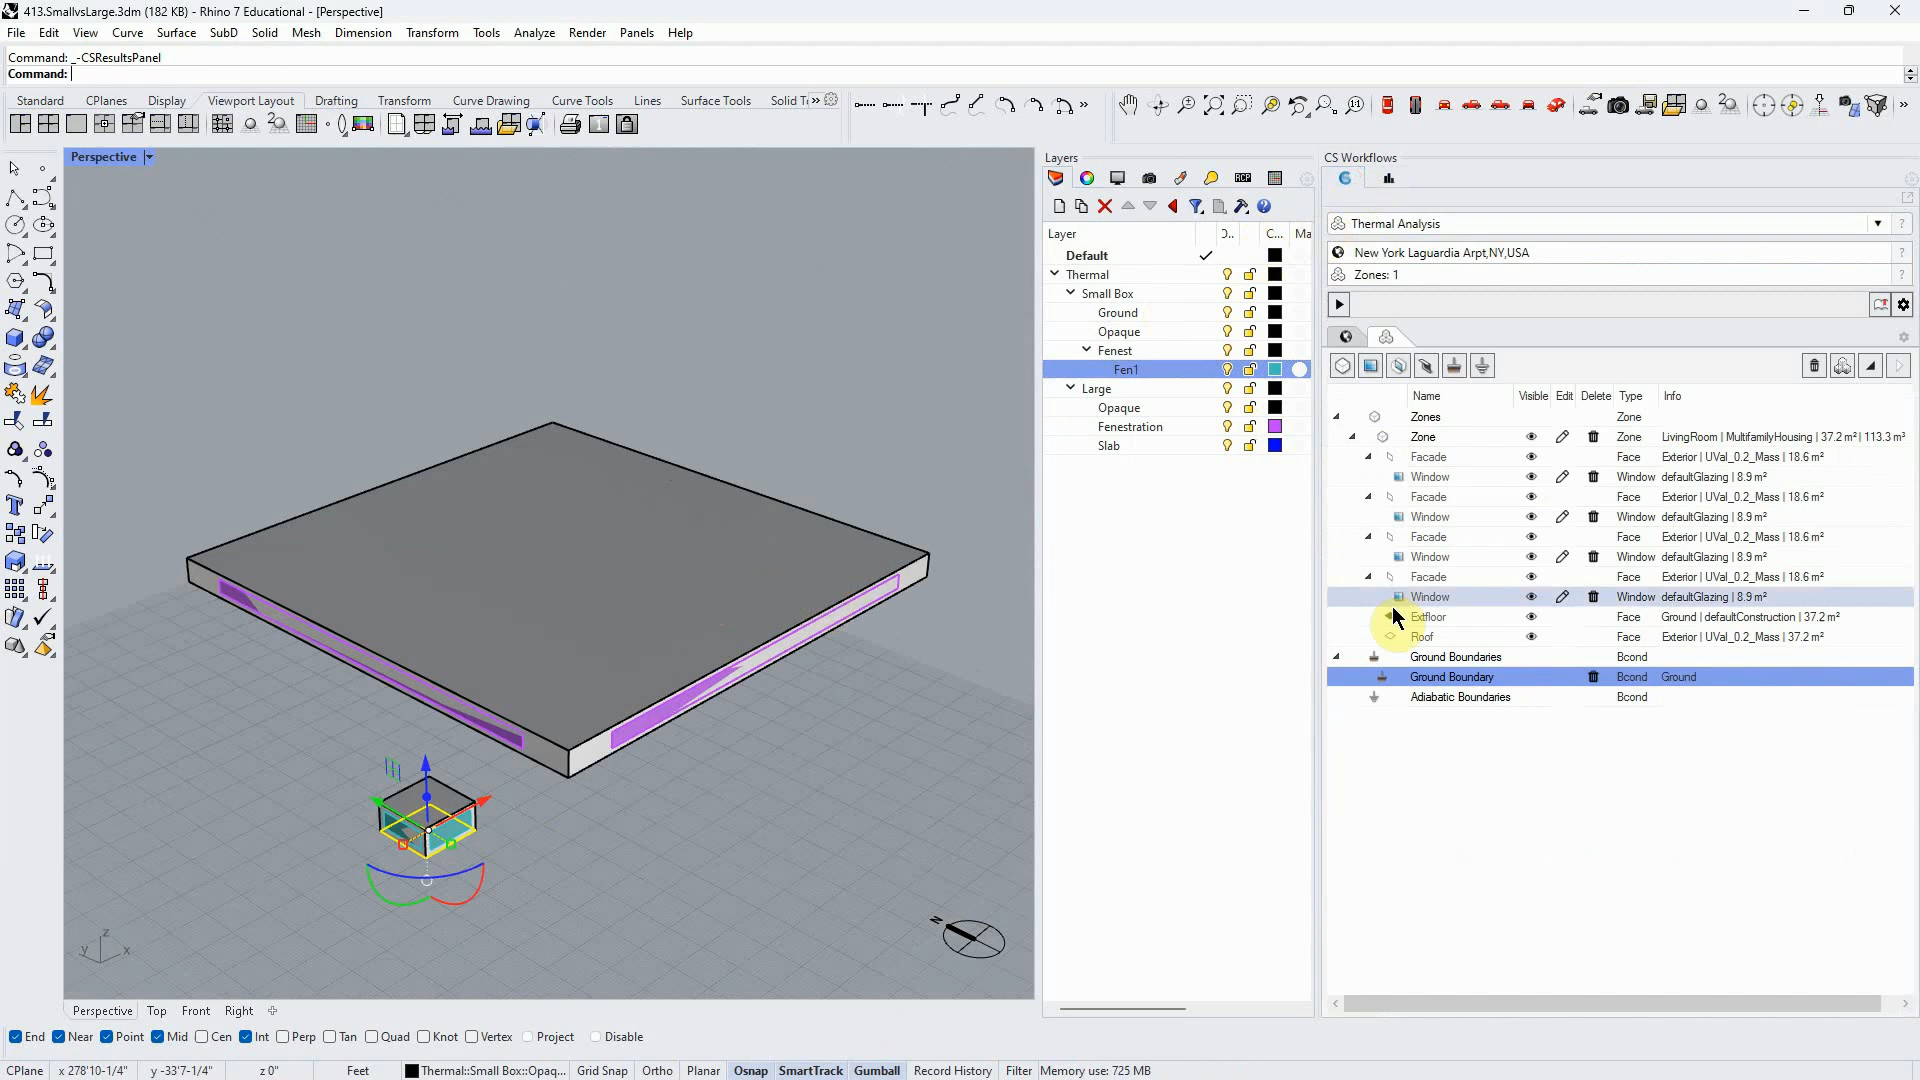 413.SmallvsLarge.3dm (182 KB) - Rhino 7 Educational - [Perspective]
File Edit View Curve Surface SubD Solid Mesh Dimension Transform Tools Analyze Render Panels Help
Command: _-CSResultsPanel
Command:
Standard CPlanes Display Viewport Layout Drafting Transform Curve Drawing Curve Tools Lines Surface Tools Solid T
Perspective
Layers
RCP
Layer
Default
Thermal
Small Box
Ground
Opaque
Fenest
Fen1
Large
Opaque
Fenestration
Slab
C... Ma
CS Workflows
Thermal Analysis ?
New York Laguardia Arpt,NY,USA ?
Zones: 1 ?
Name Visible Edit Delete Type Info
Zones Zone
Zone Zone LivingRoom | MultifamilyHousing | 37.2 m² | 113.3 m³
Facade Face Exterior | UVal_0.2_Mass | 18.6 m²
Window Window defaultGlazing | 8.9 m²
Facade Face Exterior | UVal_0.2_Mass | 18.6 m²
Window Window defaultGlazing | 8.9 m²
Facade Face Exterior | UVal_0.2_Mass | 18.6 m²
Window Window defaultGlazing | 8.9 m²
Facade Face Exterior | UVal_0.2_Mass | 18.6 m²
Window Window defaultGlazing | 8.9 m²
Extfloor Face Ground | defaultConstruction | 37.2 m²
Roof Face Exterior | UVal_0.2_Mass | 37.2 m²
Ground Boundaries Bcond
Ground Boundary Bcond Ground
Adiabatic Boundaries Bcond
N
z
y x
Perspective Top Front Right
End Near Point Mid Cen Int Perp Tan Quad Knot Vertex Project Disable
CPlane x 278'10-1/4" y -33'7-1/4" z 0" Feet Thermal::Small Box::Opaq... Grid Snap Ortho Planar Osnap SmartTrack Gumball Record History Filter Memory use: 725 MB